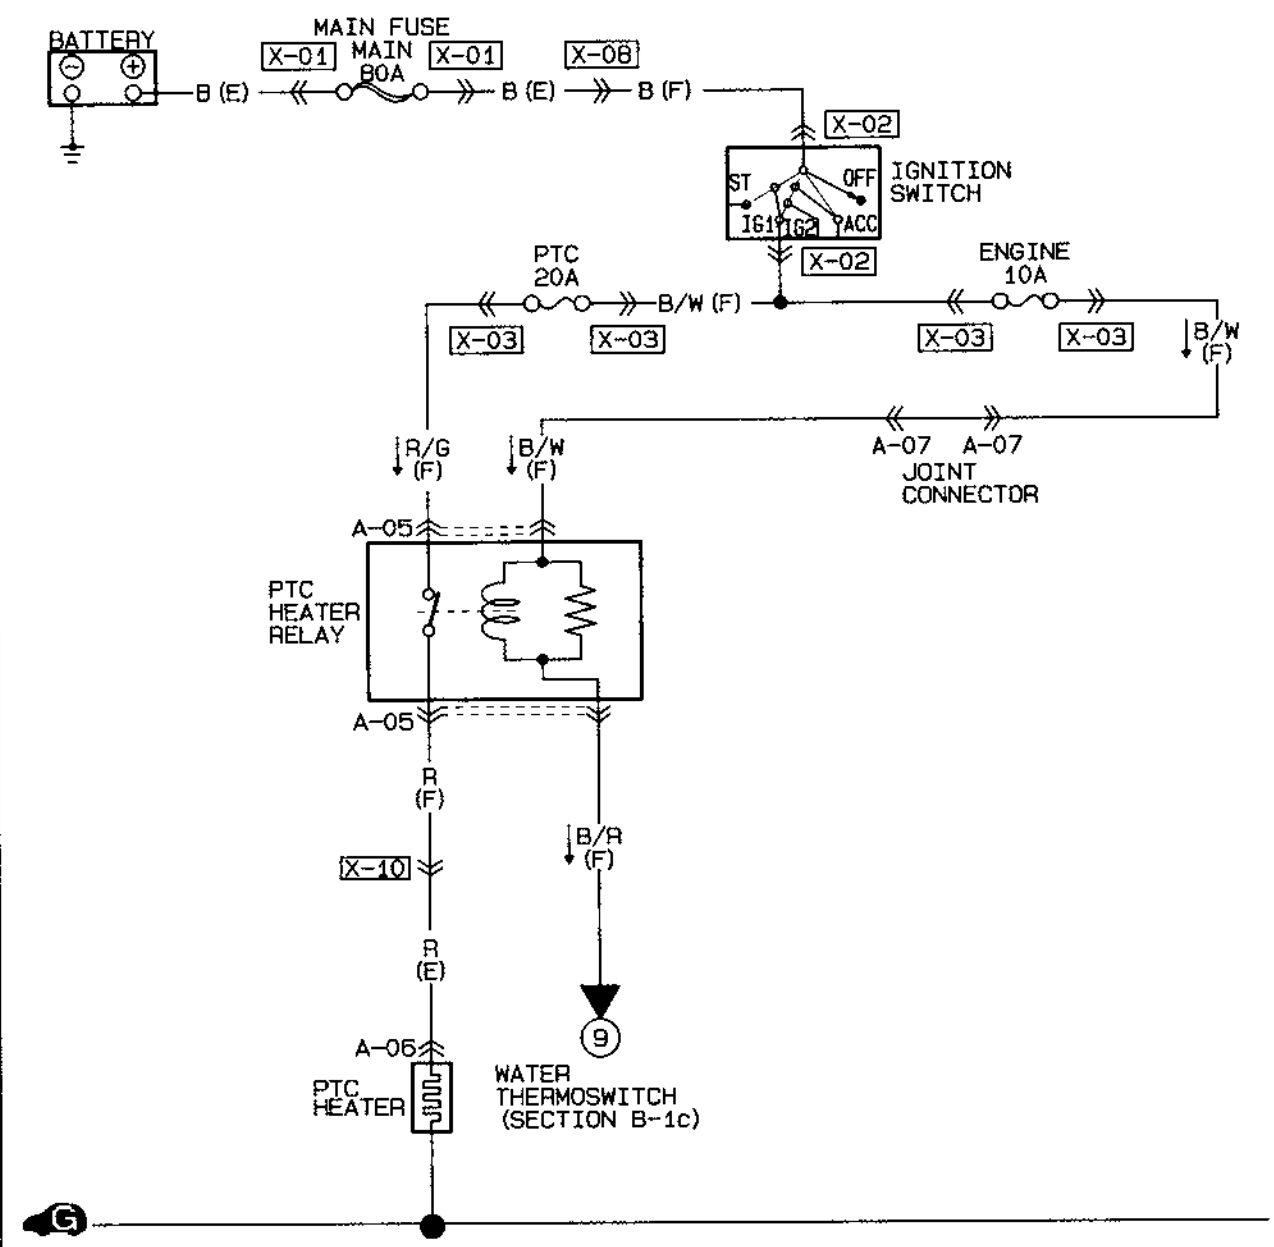 MAIN FUSE
BATTERY
X-01
MAIN
X-01
X-08
80A
B (E)
B (E)
B (F)
X-02
ST
OFF
IGNITION
SWITCH
IG1
IG2
ACC
X-02
PTC
20A
ENGINE
10A
B/W (F)
X-03
X-03
X-03
X-03
B/W
(F)
R/G
(F)
B/W
(F)
A-07
A-07
JOINT
CONNECTOR
A-05
PTC
HEATER
RELAY
A-05
R
(F)
B/R
(F)
X-10
R
(E)
9
A-06
PTC
HEATER
WATER
THERMOSWITCH
(SECTION B-1c)
G